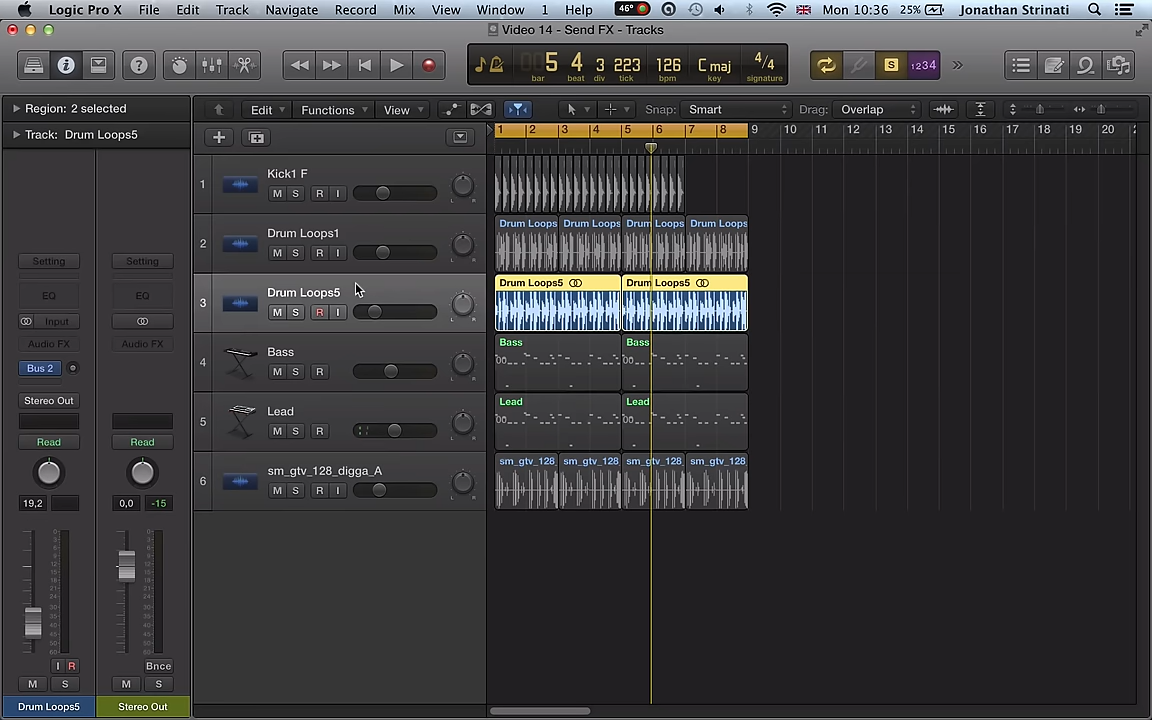 Logic Pro X File Edit Track Navigate Record Mix View Window 1 Help 46° Mon 10:36 25% Jonathan Strinati
Video 14 - Send FX - Tracks
5 4 3 223 126 C maj 4/4
bar beat div tick bpm key signature
S 1234
Region: 2 selected
Edit Functions View Snap: Smart Drag: Overlap
Track: Drum Loops5
1 2 3 4 5 6 7 8 9 10 11 12 13 14 15 16 17 18 19 20
1 Kick1 F
M S R I
L R
2 Drum Loops1
M S R I
L R
Drum Loops Drum Loops Drum Loops Drum Loops
3 Drum Loops5
M S R I
L R
Drum Loops5 Drum Loops5
4 Bass
M S R
L R
Bass Bass
5 Lead
M S R
L R
Lead Lead
6 sm_gtv_128_digga_A
M S R I
L R
sm_gtv_128 sm_gtv_128 sm_gtv_128 sm_gtv_128
Setting Setting
EQ EQ
Input
Audio FX Audio FX
Bus 2
Stereo Out
Read Read
19,2 0,0 -15
I R Bnce
M S M S
Drum Loops5 Stereo Out